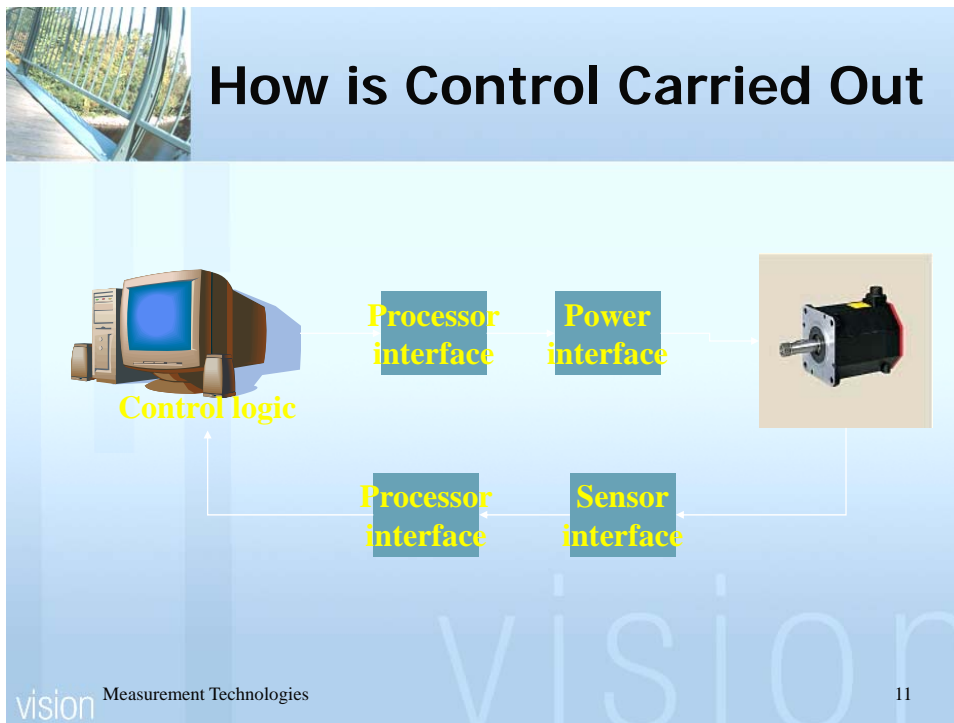 How is Control Carried Out
Processor
interface
Power
interface
Control logic
Processor
interface
Sensor
interface
vision
vision
Measurement Technologies
11